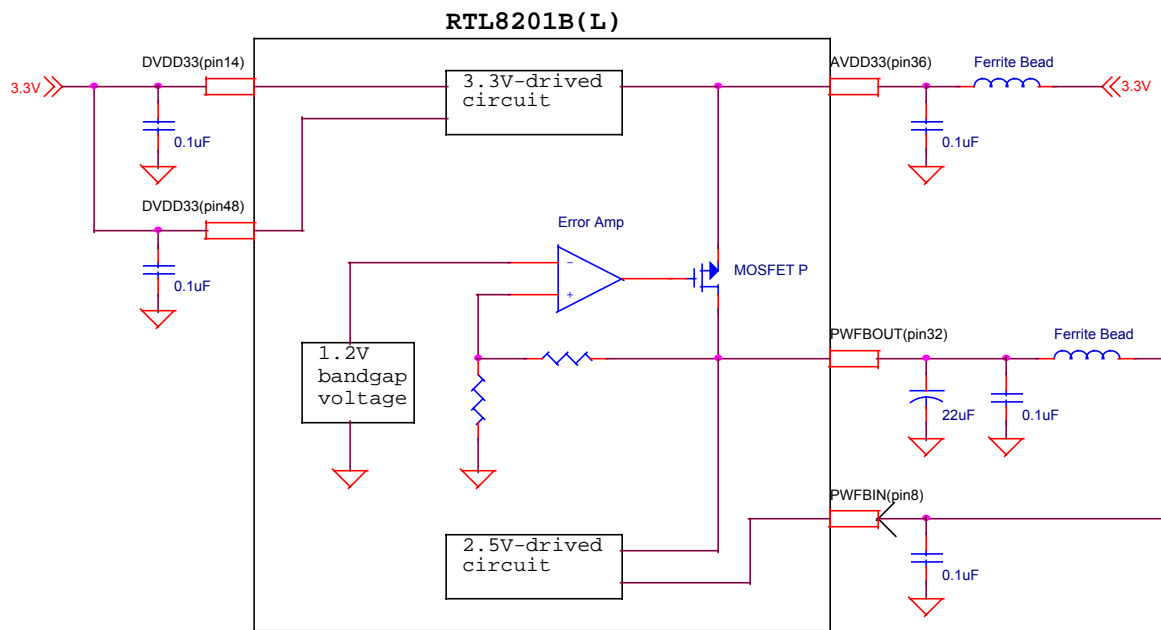 RTL8201B(L)
DVDD33(pin14)
AVDD33(pin36)
Ferrite Bead
3.3V
3.3V-drived
circuit
3.3V
0.1uF
0.1uF
DVDD33(pin48)
Error Amp
0.1uF
−
+
MOSFET P
1.2V
bandgap
voltage
PWFBOUT(pin32)
Ferrite Bead
22uF
0.1uF
PWFBIN(pin8)
2.5V-drived
circuit
0.1uF